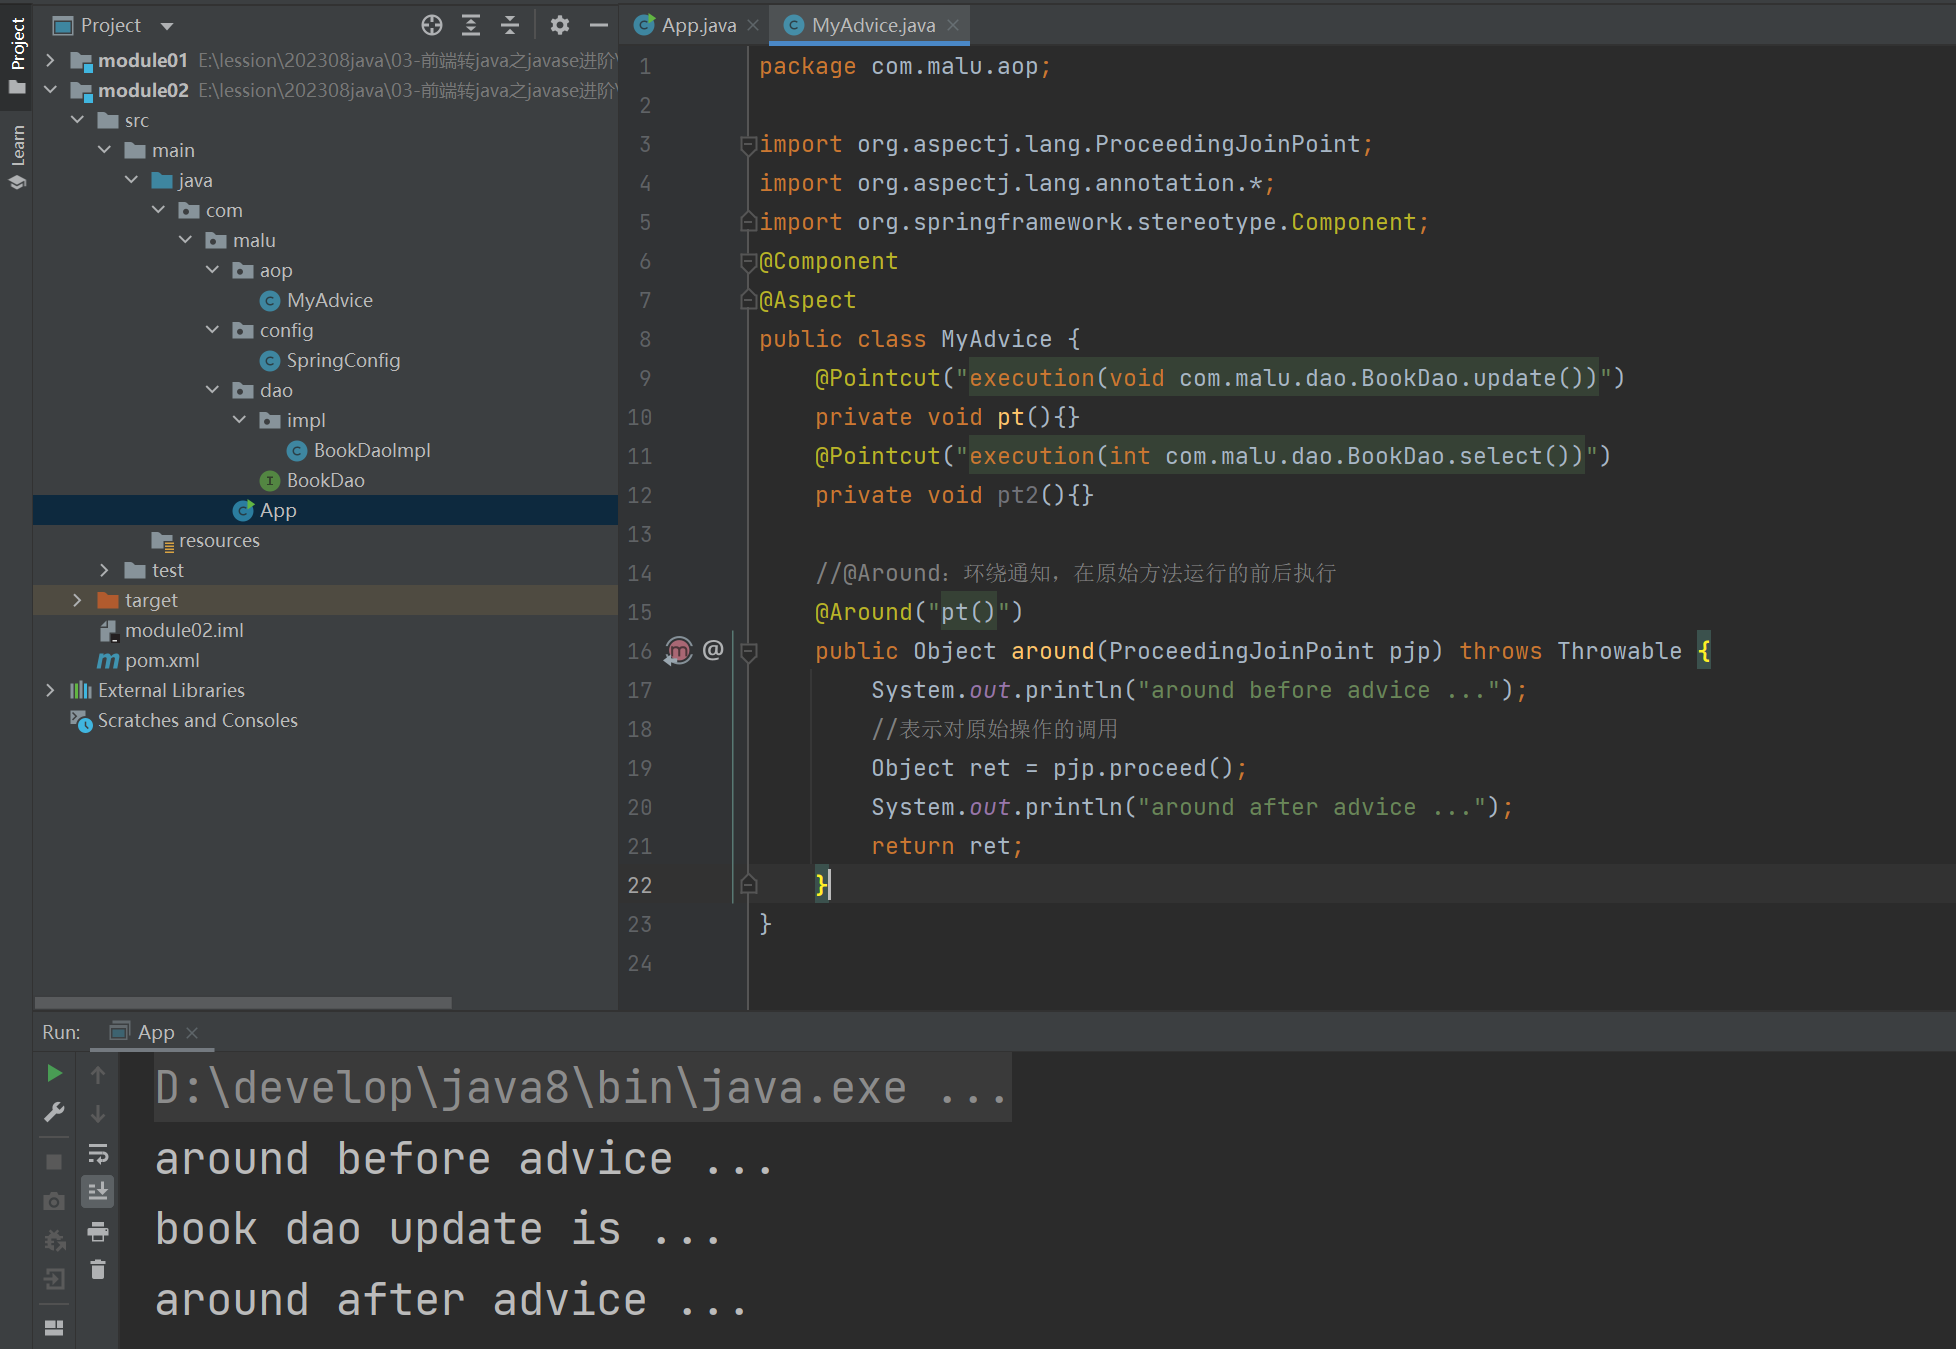 Project
Learn
Project
module01 E:\lession\202308java\03-前端转java之javase进阶\
module02 E:\lession\202308java\03-前端转java之javase进阶\
src
main
java
com
malu
aop
MyAdvice
config
SpringConfig
dao
impl
BookDaoImpl
BookDao
App
resources
test
target
module02.iml
pom.xml
External Libraries
Scratches and Consoles
App.java MyAdvice.java
1 package com.malu.aop;
2
3 import org.aspectj.lang.ProceedingJoinPoint;
4 import org.aspectj.lang.annotation.*;
5 import org.springframework.stereotype.Component;
6 @Component
7 @Aspect
8 public class MyAdvice {
9 @Pointcut("execution(void com.malu.dao.BookDao.update())")
10 private void pt(){}
11 @Pointcut("execution(int com.malu.dao.BookDao.select())")
12 private void pt2(){}
13
14 //@Around：环绕通知，在原始方法运行的前后执行
15 @Around("pt()")
16 @ public Object around(ProceedingJoinPoint pjp) throws Throwable {
17 System.out.println("around before advice ...");
18 //表示对原始操作的调用
19 Object ret = pjp.proceed();
20 System.out.println("around after advice ...");
21 return ret;
22 }
23 }
24
Run: App
D:\develop\java8\bin\java.exe ...
around before advice ...
book dao update is ...
around after advice ...